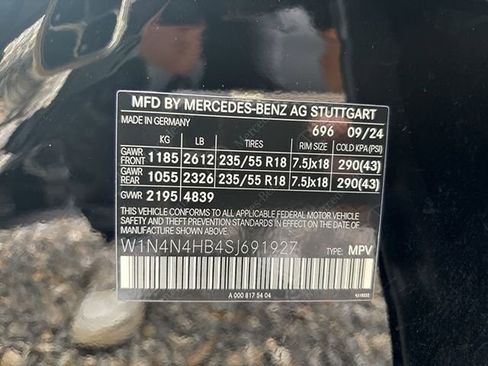 MFD BY MERCEDES-BENZ AG STUTTGART
MADE IN GERMANY 696 09/24
KG LB TIRES RIM SIZE COLD KPA(PSI)
GAWR FRONT 1185 2612 235/55 R18 7.5Jx18 290(43)
GAWR REAR 1055 2326 235/55 R18 7.5Jx18 290(43)
GVWR 2195 4839
THIS VEHICLE CONFORMS TO ALL APPLICABLE FEDERAL MOTOR VEHICLE
SAFETY AND THEFT PREVENTION STANDARDS IN EFFECT ON THE DATE
OF MANUFACTURE SHOWN ABOVE.
W1N4N4HB4SJ691927 TYPE: MPV
A 000 817 54 04